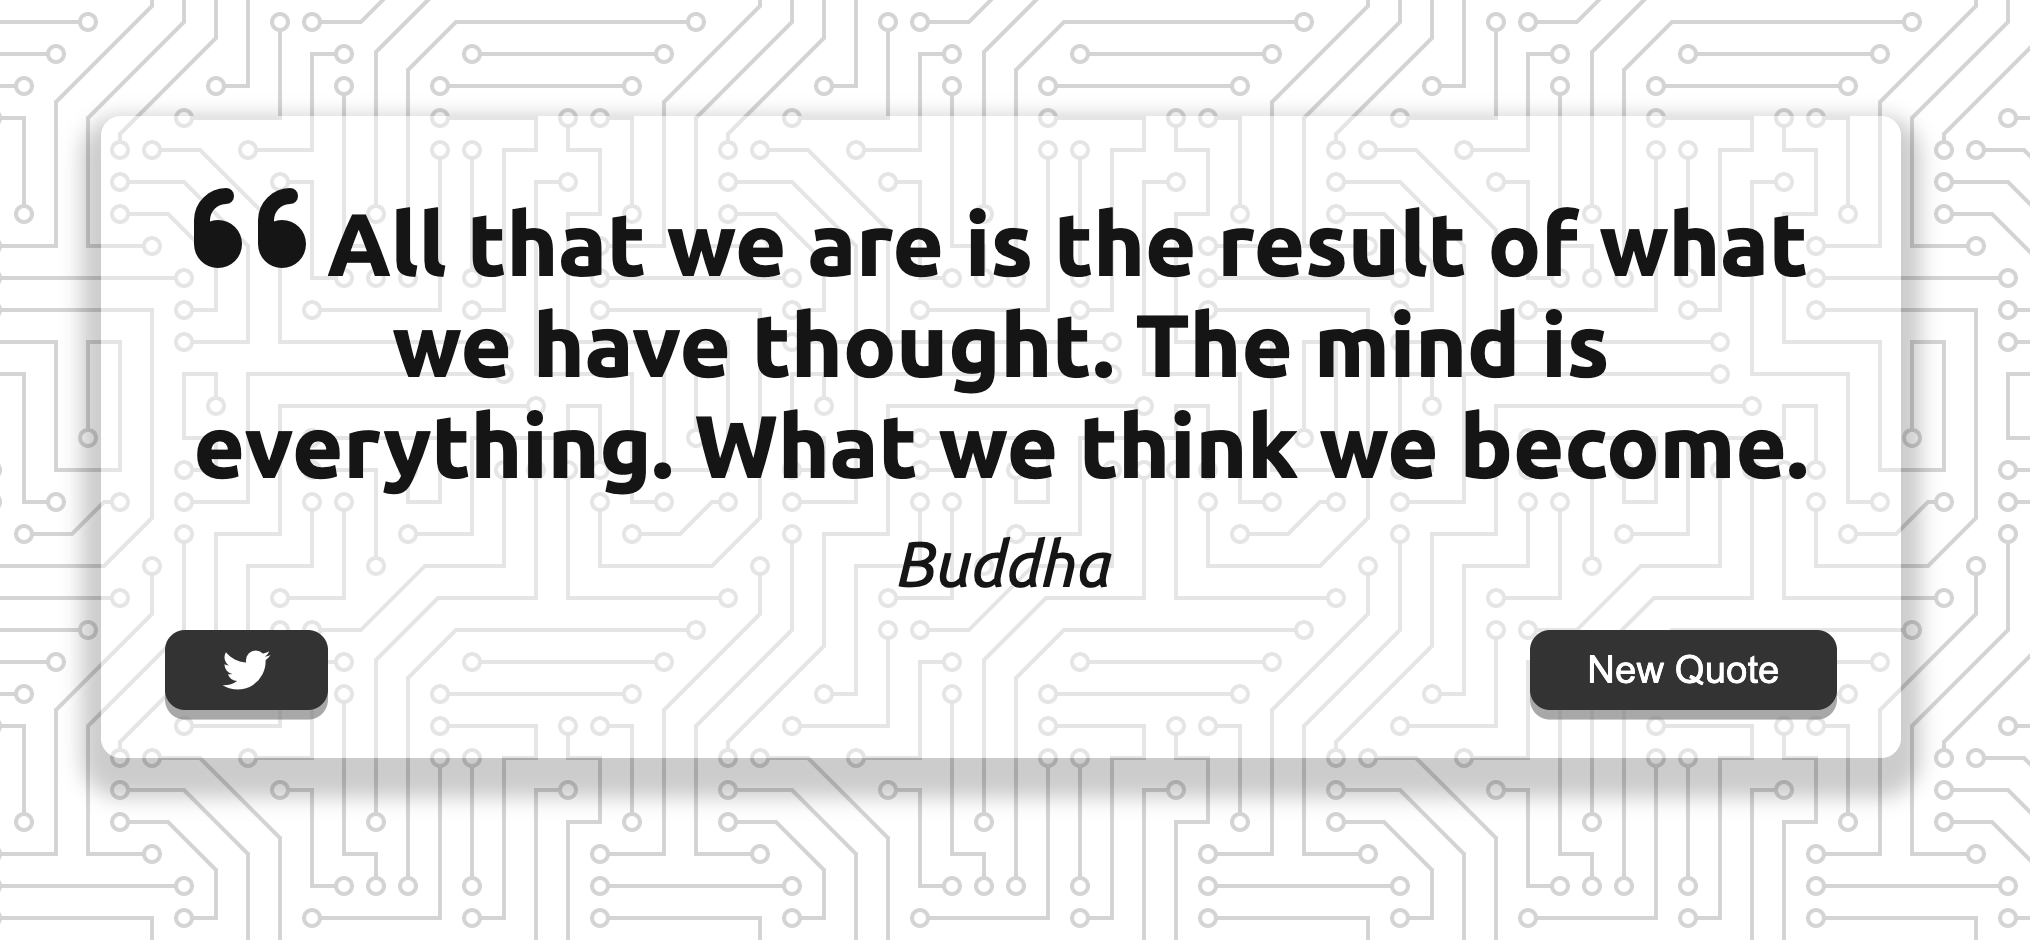 “ All that we are is the result of what
we have thought. The mind is
everything. What we think we become.
Buddha
New Quote